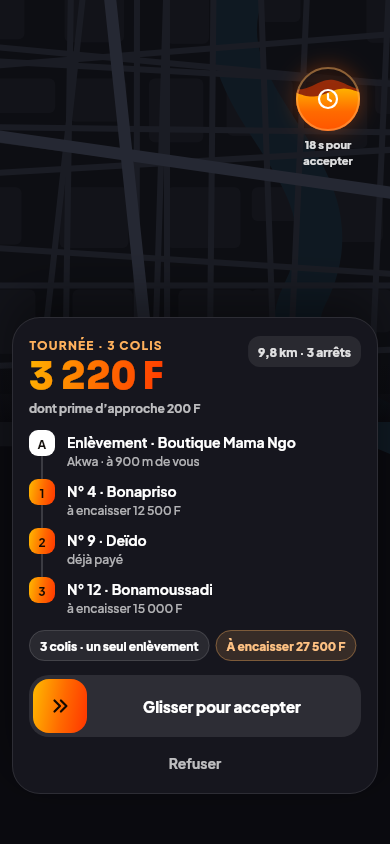 18 s pour
accepter
TOURNÉE · 3 COLIS
3 220 F
9,8 km · 3 arrêts
dont prime d'approche 200 F
A
Enlèvement · Boutique Mama Ngo
Akwa · à 900 m de vous
1
N° 4 · Bonapriso
à encaisser 12 500 F
2
N° 9 · Deïdo
déjà payé
3
N° 12 · Bonamoussadi
à encaisser 15 000 F
3 colis · un seul enlèvement
À encaisser 27 500 F
Glisser pour accepter
Refuser